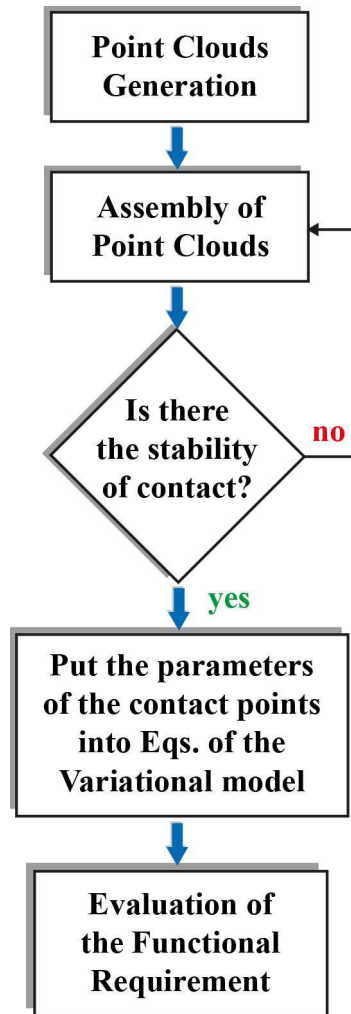 Point Clouds
Generation
Assembly of
Point Clouds
Is there
the stability
of contact?
no
yes
Put the parameters
of the contact points
into Eqs. of the
Variational model
Evaluation of
the Functional
Requirement